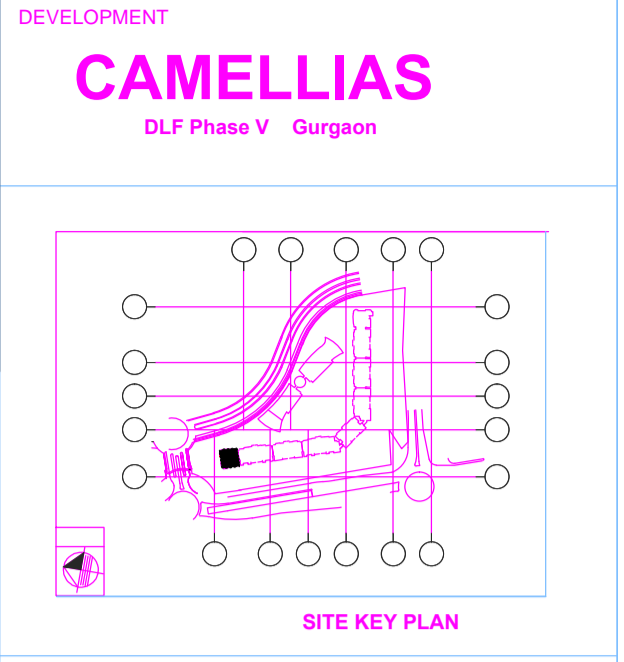 DEVELOPMENT
CAMELLIAS
DLF Phase V Gurgaon
SITE KEY PLAN